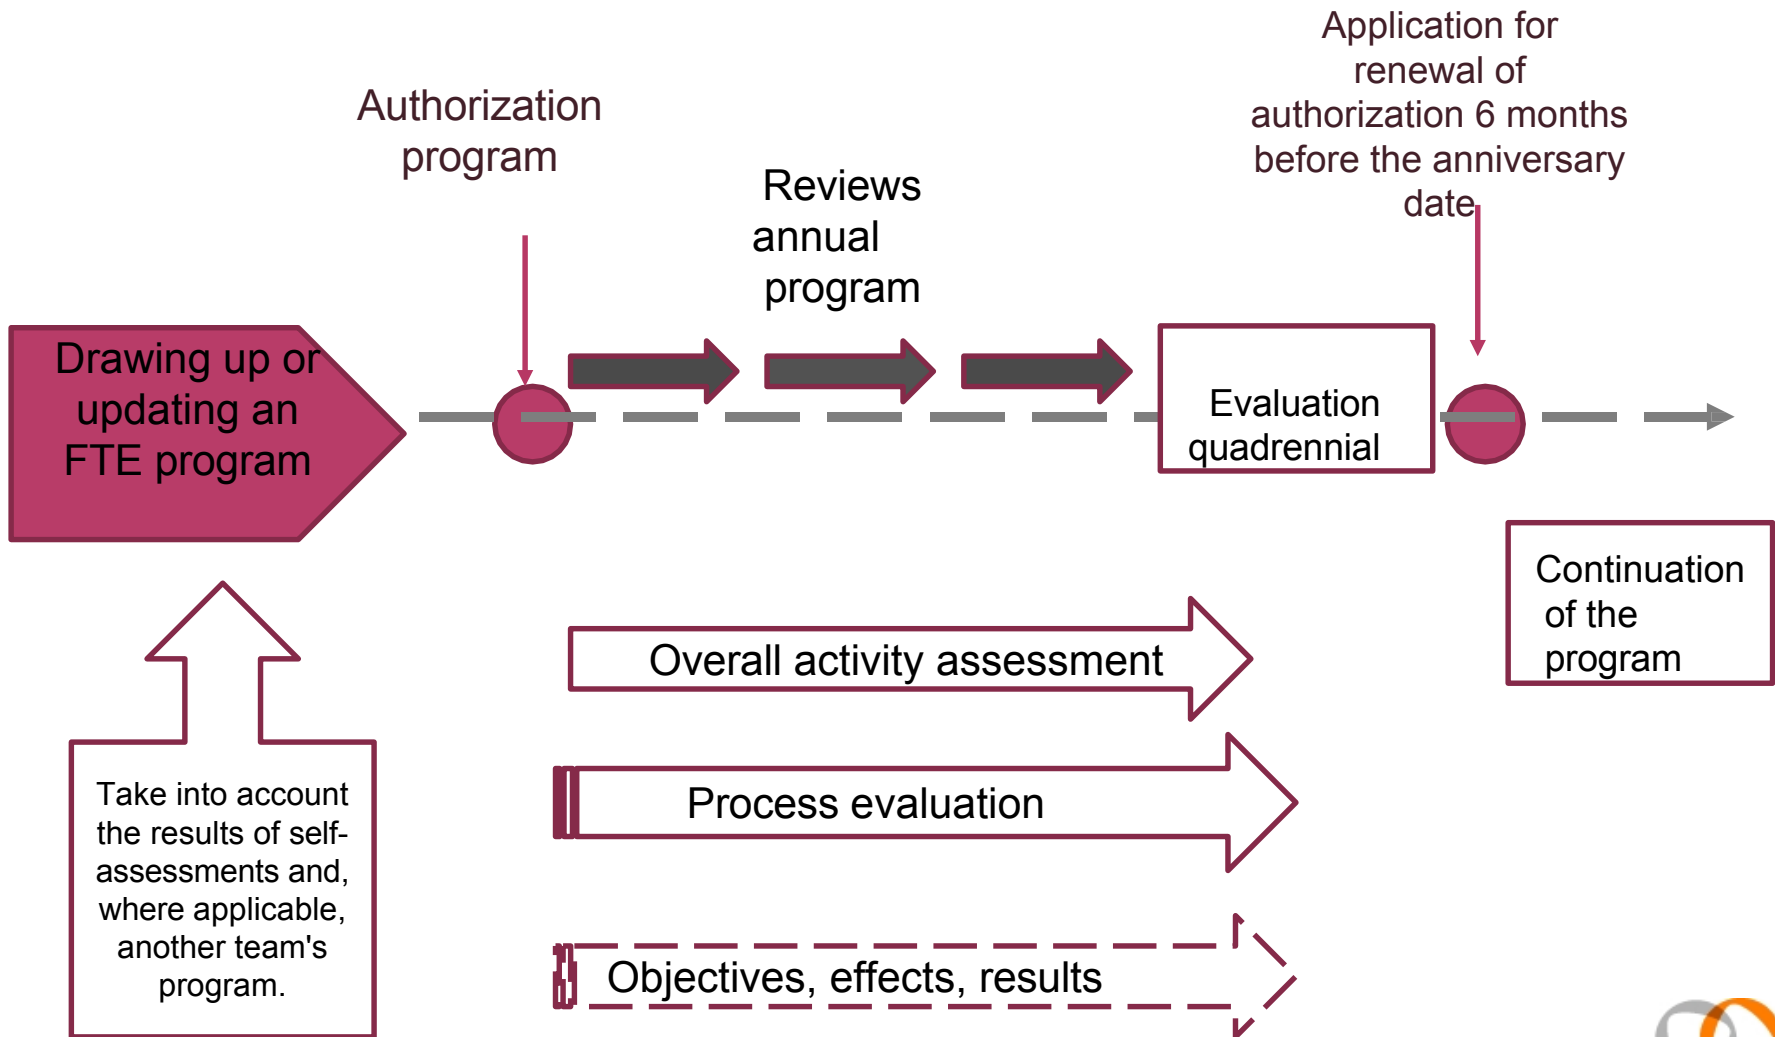 Application for
renewal of
authorization 6 months
before the anniversary
date
Authorization
program
Reviews
annual
program
Drawing up or
updating an
FTE program
Evaluation
quadrennial
Continuation
of the
program
Overall activity assessment
Process evaluation
Objectives, effects, results
Take into account
the results of self-
assessments and,
where applicable,
another team's
program.